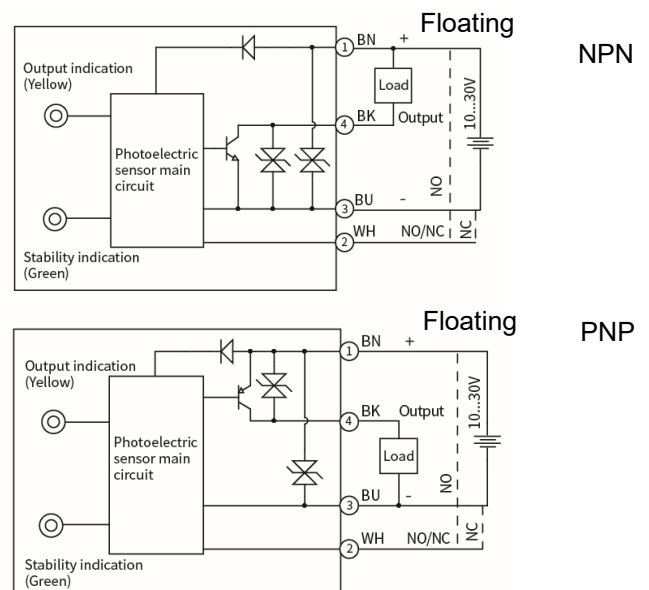 Floating
NPN
Output indication
(Yellow)
1 BN +
Load
10...30V
4 BK Output
Photoelectric
sensor main
circuit
NO
3 BU -
2 WH NO/NC
NC
Stability indication
(Green)
Floating
PNP
Output indication
(Yellow)
1 BN +
10...30V
4 BK Output
Photoelectric
sensor main
circuit
Load
NO
3 BU -
2 WH NO/NC
NC
Stability indication
(Green)